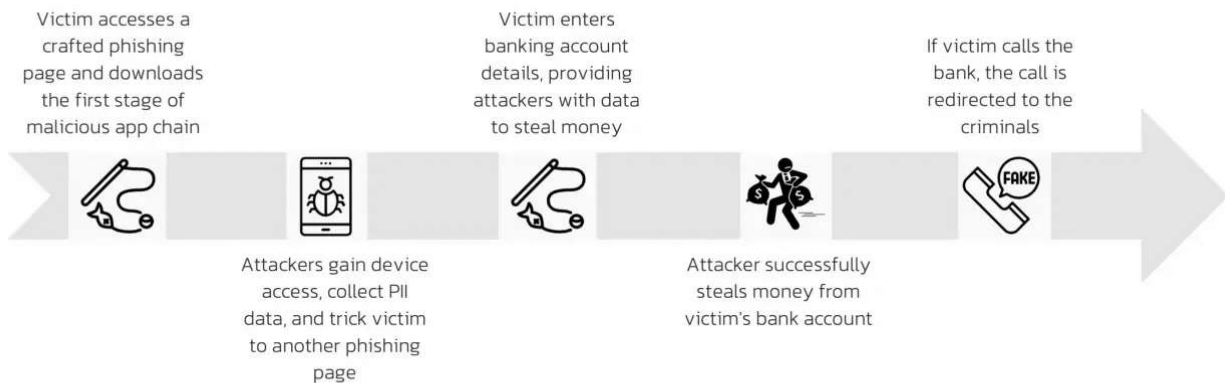 Victim accesses a
crafted phishing
page and downloads
the first stage of
malicious app chain
Attackers gain device
access, collect PII
data, and trick victim
to another phishing
page
Victim enters
banking account
details, providing
attackers with data
to steal money
$
$
Attacker successfully
steals money from
victim's bank account
If victim calls the
bank, the call is
redirected to the
criminals
FAKE